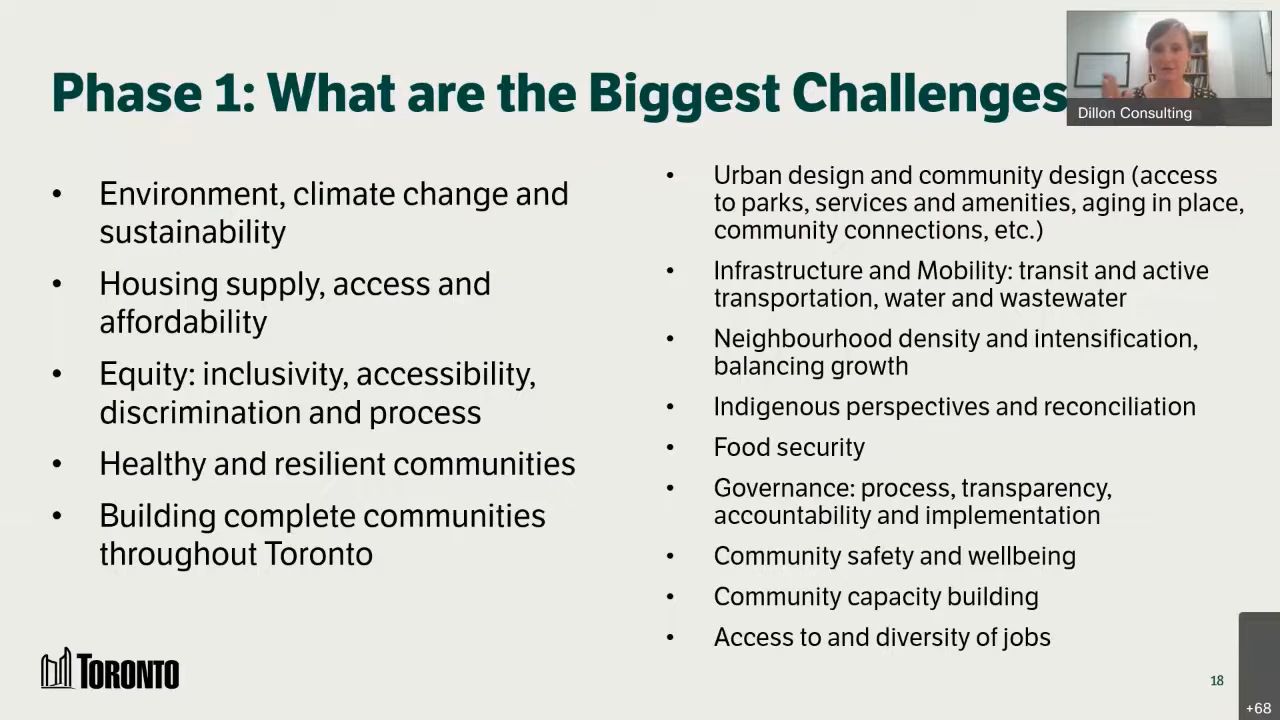 Phase 1: What are the Biggest Challenges
Dillon Consulting
• Environment, climate change and
sustainability
• Housing supply, access and
affordability
• Equity: inclusivity, accessibility,
discrimination and process
• Healthy and resilient communities
• Building complete communities
throughout Toronto
• Urban design and community design (access
to parks, services and amenities, aging in place,
community connections, etc.)
• Infrastructure and Mobility: transit and active
transportation, water and wastewater
• Neighbourhood density and intensification,
balancing growth
• Indigenous perspectives and reconciliation
• Food security
• Governance: process, transparency,
accountability and implementation
• Community safety and wellbeing
• Community capacity building
• Access to and diversity of jobs
TORONTO
18
+68